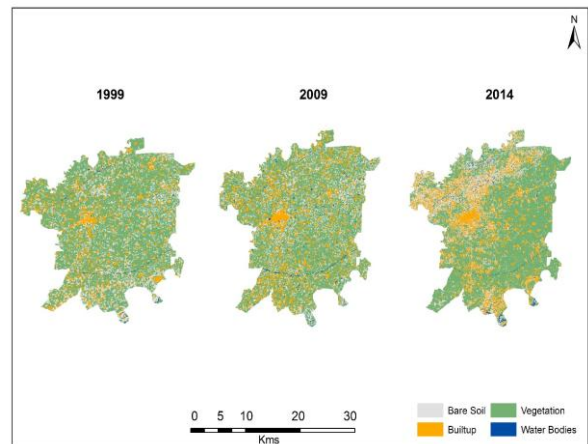 N
1999 2009 2014
Bare Soil Vegetation
Builtup Water Bodies
0 5 10 20 30
Kms